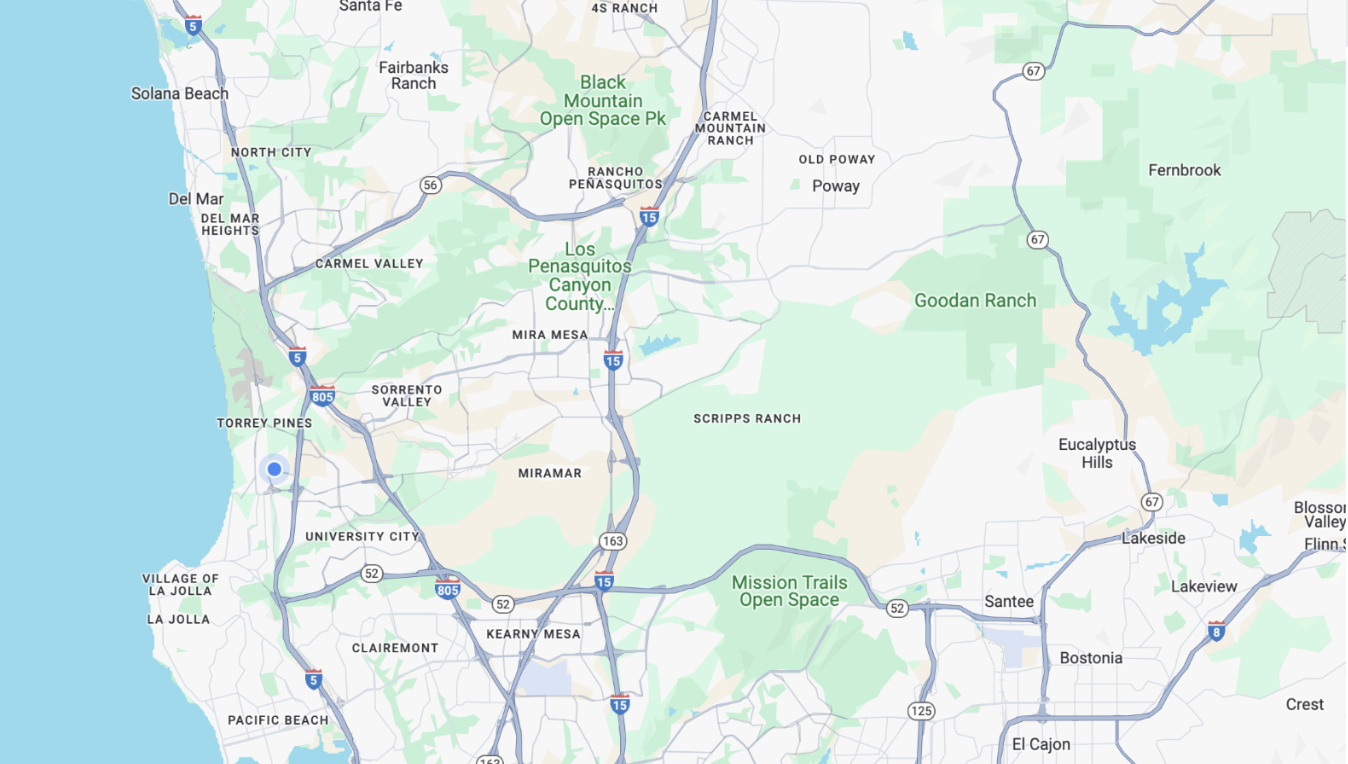 Santa Fe
4S RANCH
5
Fairbanks
Ranch
67
Solana Beach
Black
Mountain
Open Space Pk
CARMEL
MOUNTAIN
RANCH
NORTH CITY
OLD POWAY
Poway
Fernbrook
RANCHO
PEÑASQUITOS
56
Del Mar
DEL MAR
HEIGHTS
15
67
CARMEL VALLEY
Los
Penasquitos
Canyon
County...
Goodan Ranch
MIRA MESA
5
15
805
SORRENTO
VALLEY
TORREY PINES
SCRIPPS RANCH
Eucalyptus
Hills
MIRAMAR
67
Blosso
Valley
Flinn S
UNIVERSITY CITY
163
Lakeside
52
VILLAGE OF
LA JOLLA
805
15
Mission Trails
Open Space
Lakeview
52
52
Santee
LA JOLLA
KEARNY MESA
8
CLAIREMONT
Bostonia
5
15
125
Crest
PACIFIC BEACH
El Cajon
163